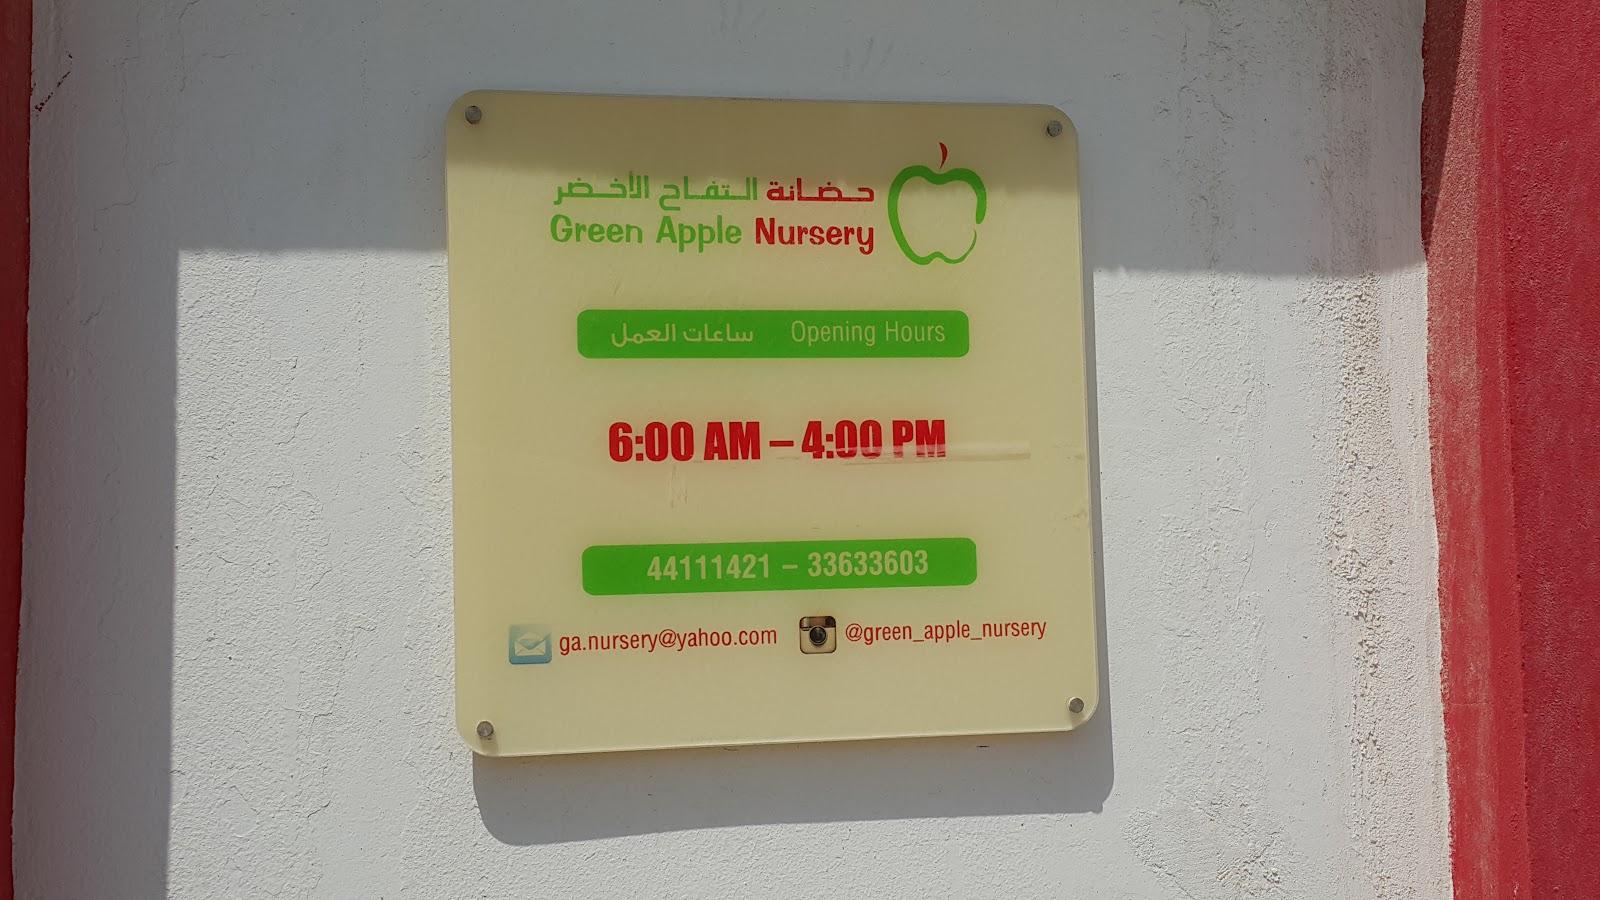 حضانة التفاح الأخضر
Green Apple Nursery
ساعات العمل Opening Hours
6:00 AM – 4:00 PM
44111421 – 33633603
ga.nursery@yahoo.com @green_apple_nursery